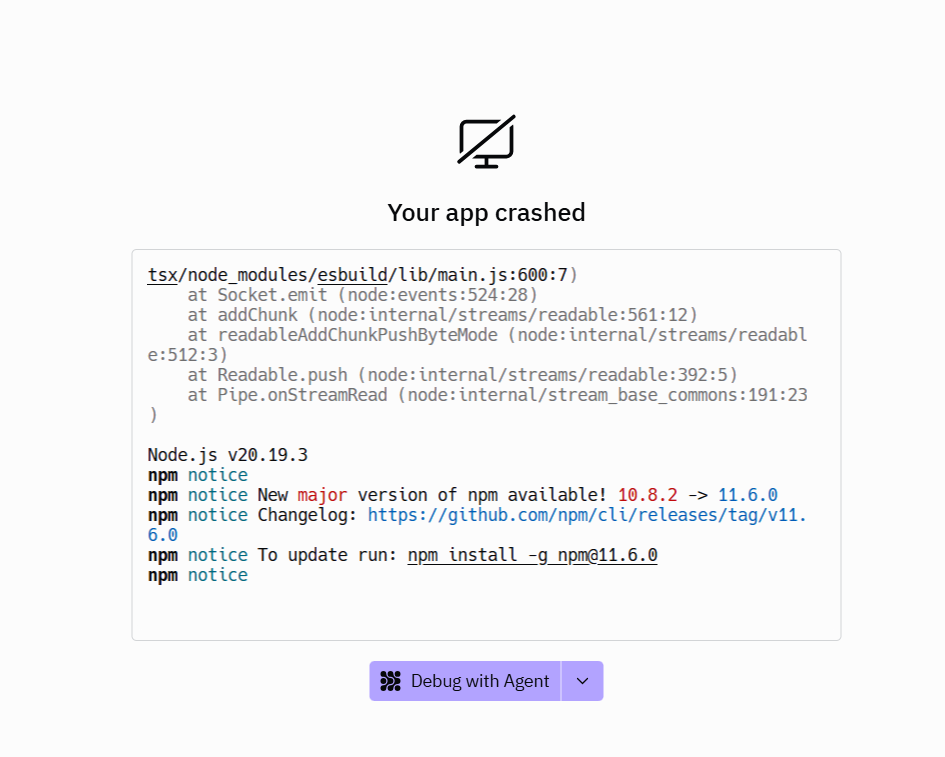 Your app crashed
tsx/node_modules/esbuild/lib/main.js:600:7)
    at Socket.emit (node:events:524:28)
    at addChunk (node:internal/streams/readable:561:12)
    at readableAddChunkPushByteMode (node:internal/streams/readabl
e:512:3)
    at Readable.push (node:internal/streams/readable:392:5)
    at Pipe.onStreamRead (node:internal/stream_base_commons:191:23
)
Node.js v20.19.3
npm notice
npm notice New major version of npm available! 10.8.2 -> 11.6.0
npm notice Changelog: https://github.com/npm/cli/releases/tag/v11.
6.0
npm notice To update run: npm install -g npm@11.6.0
npm notice
Debug with Agent